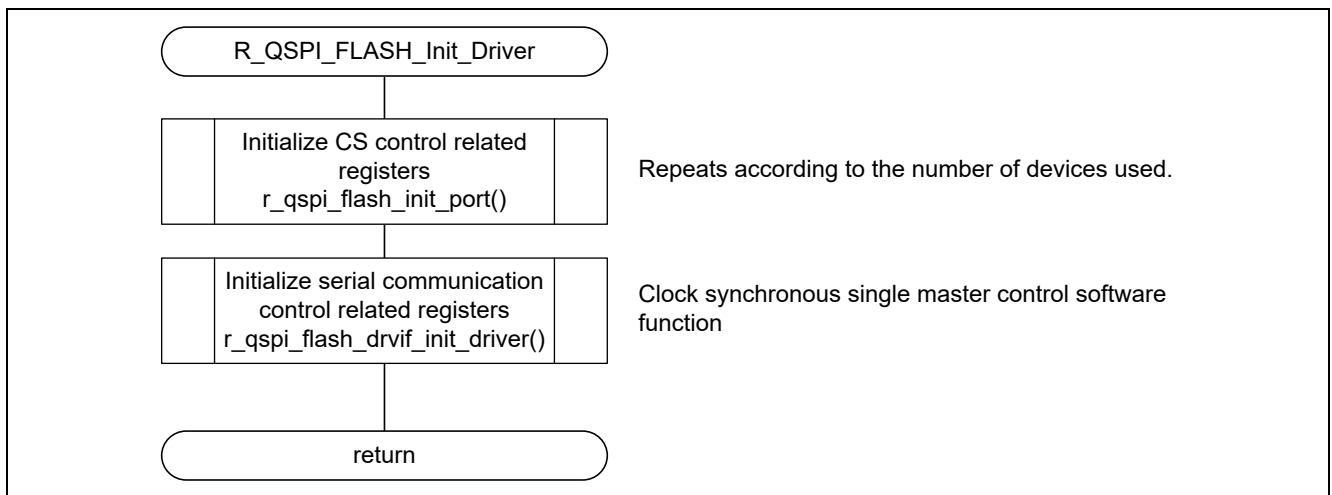 R_QSPI_FLASH_Init_Driver
Initialize CS control related
registers
r_qspi_flash_init_port()
Repeats according to the number of devices used.
Initialize serial communication
control related registers
r_qspi_flash_drvif_init_driver()
Clock synchronous single master control software
function
return